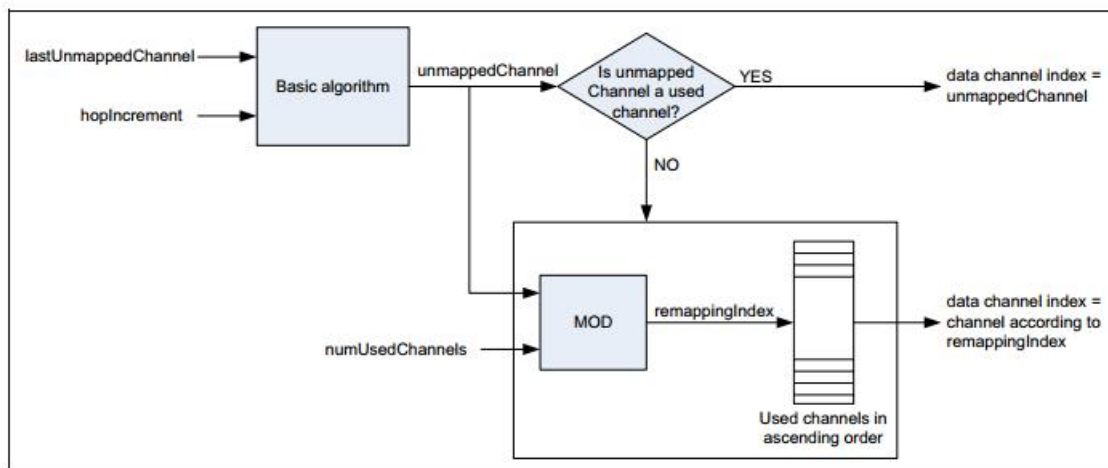 lastUnmappedChannel
hopIncrement
Basic algorithm
unmappedChannel
Is unmapped
Channel a used
channel?
YES
data channel index =
unmappedChannel
NO
numUsedChannels
MOD
remappingIndex
data channel index =
channel according to
remappingIndex
Used channels in
ascending order